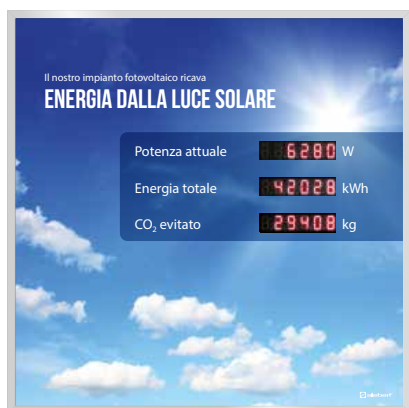 Il nostro impianto fotovoltaico ricava
ENERGIA DALLA LUCE SOLARE
Potenza attuale 6280 W
Energia totale 42028 kWh
CO₂ evitato 29408 kg